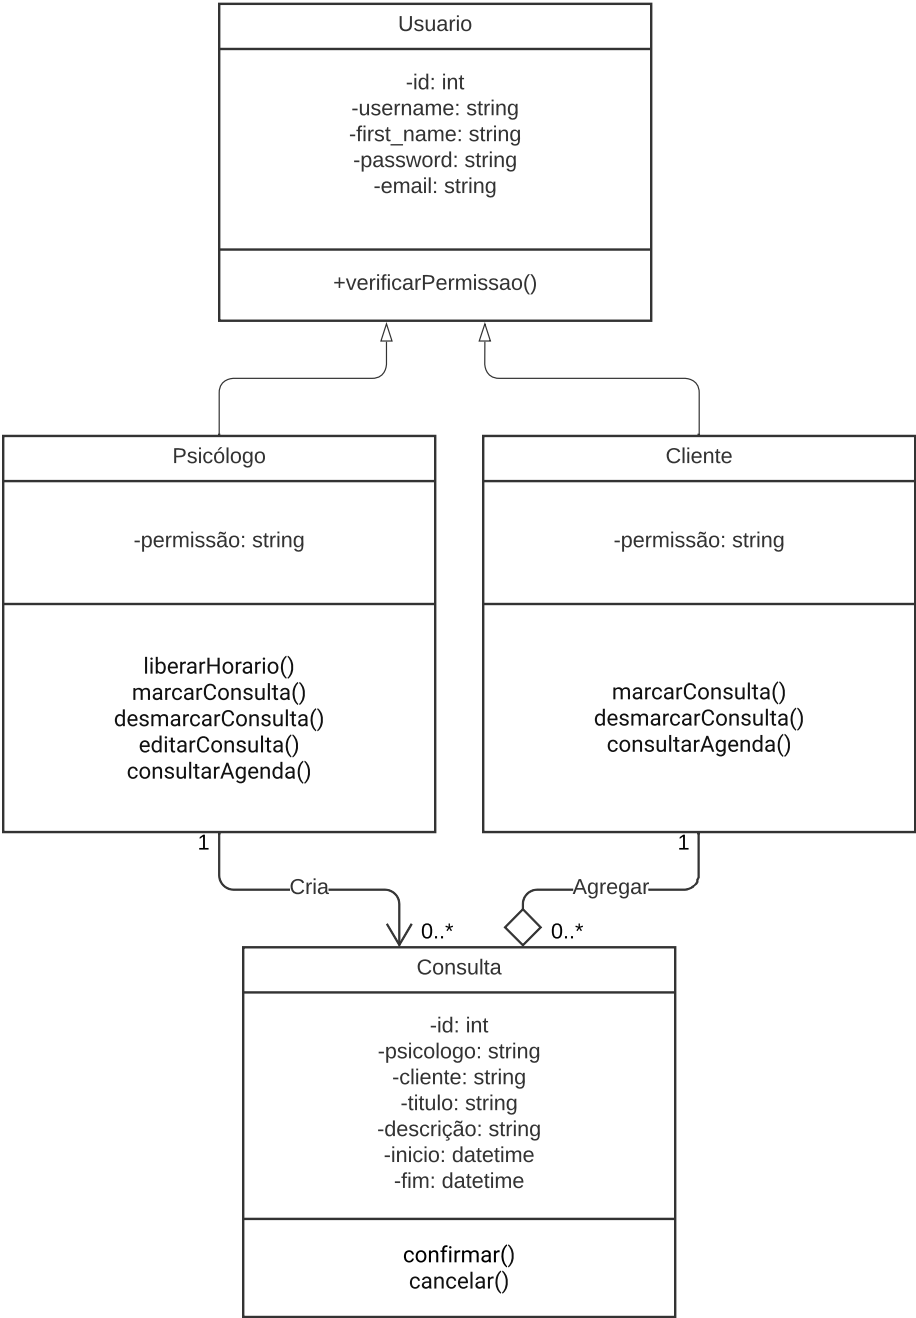 Usuario
-id: int
-username: string
-first_name: string
-password: string
-email: string
+verificarPermissao()
Psicólogo
-permissão: string
liberarHorario()
marcarConsulta()
desmarcarConsulta()
editarConsulta()
consultarAgenda()
Cliente
-permissão: string
marcarConsulta()
desmarcarConsulta()
consultarAgenda()
1
Cria
0..*
1
Agregar
0..*
Consulta
-id: int
-psicologo: string
-cliente: string
-titulo: string
-descrição: string
-inicio: datetime
-fim: datetime
confirmar()
cancelar()